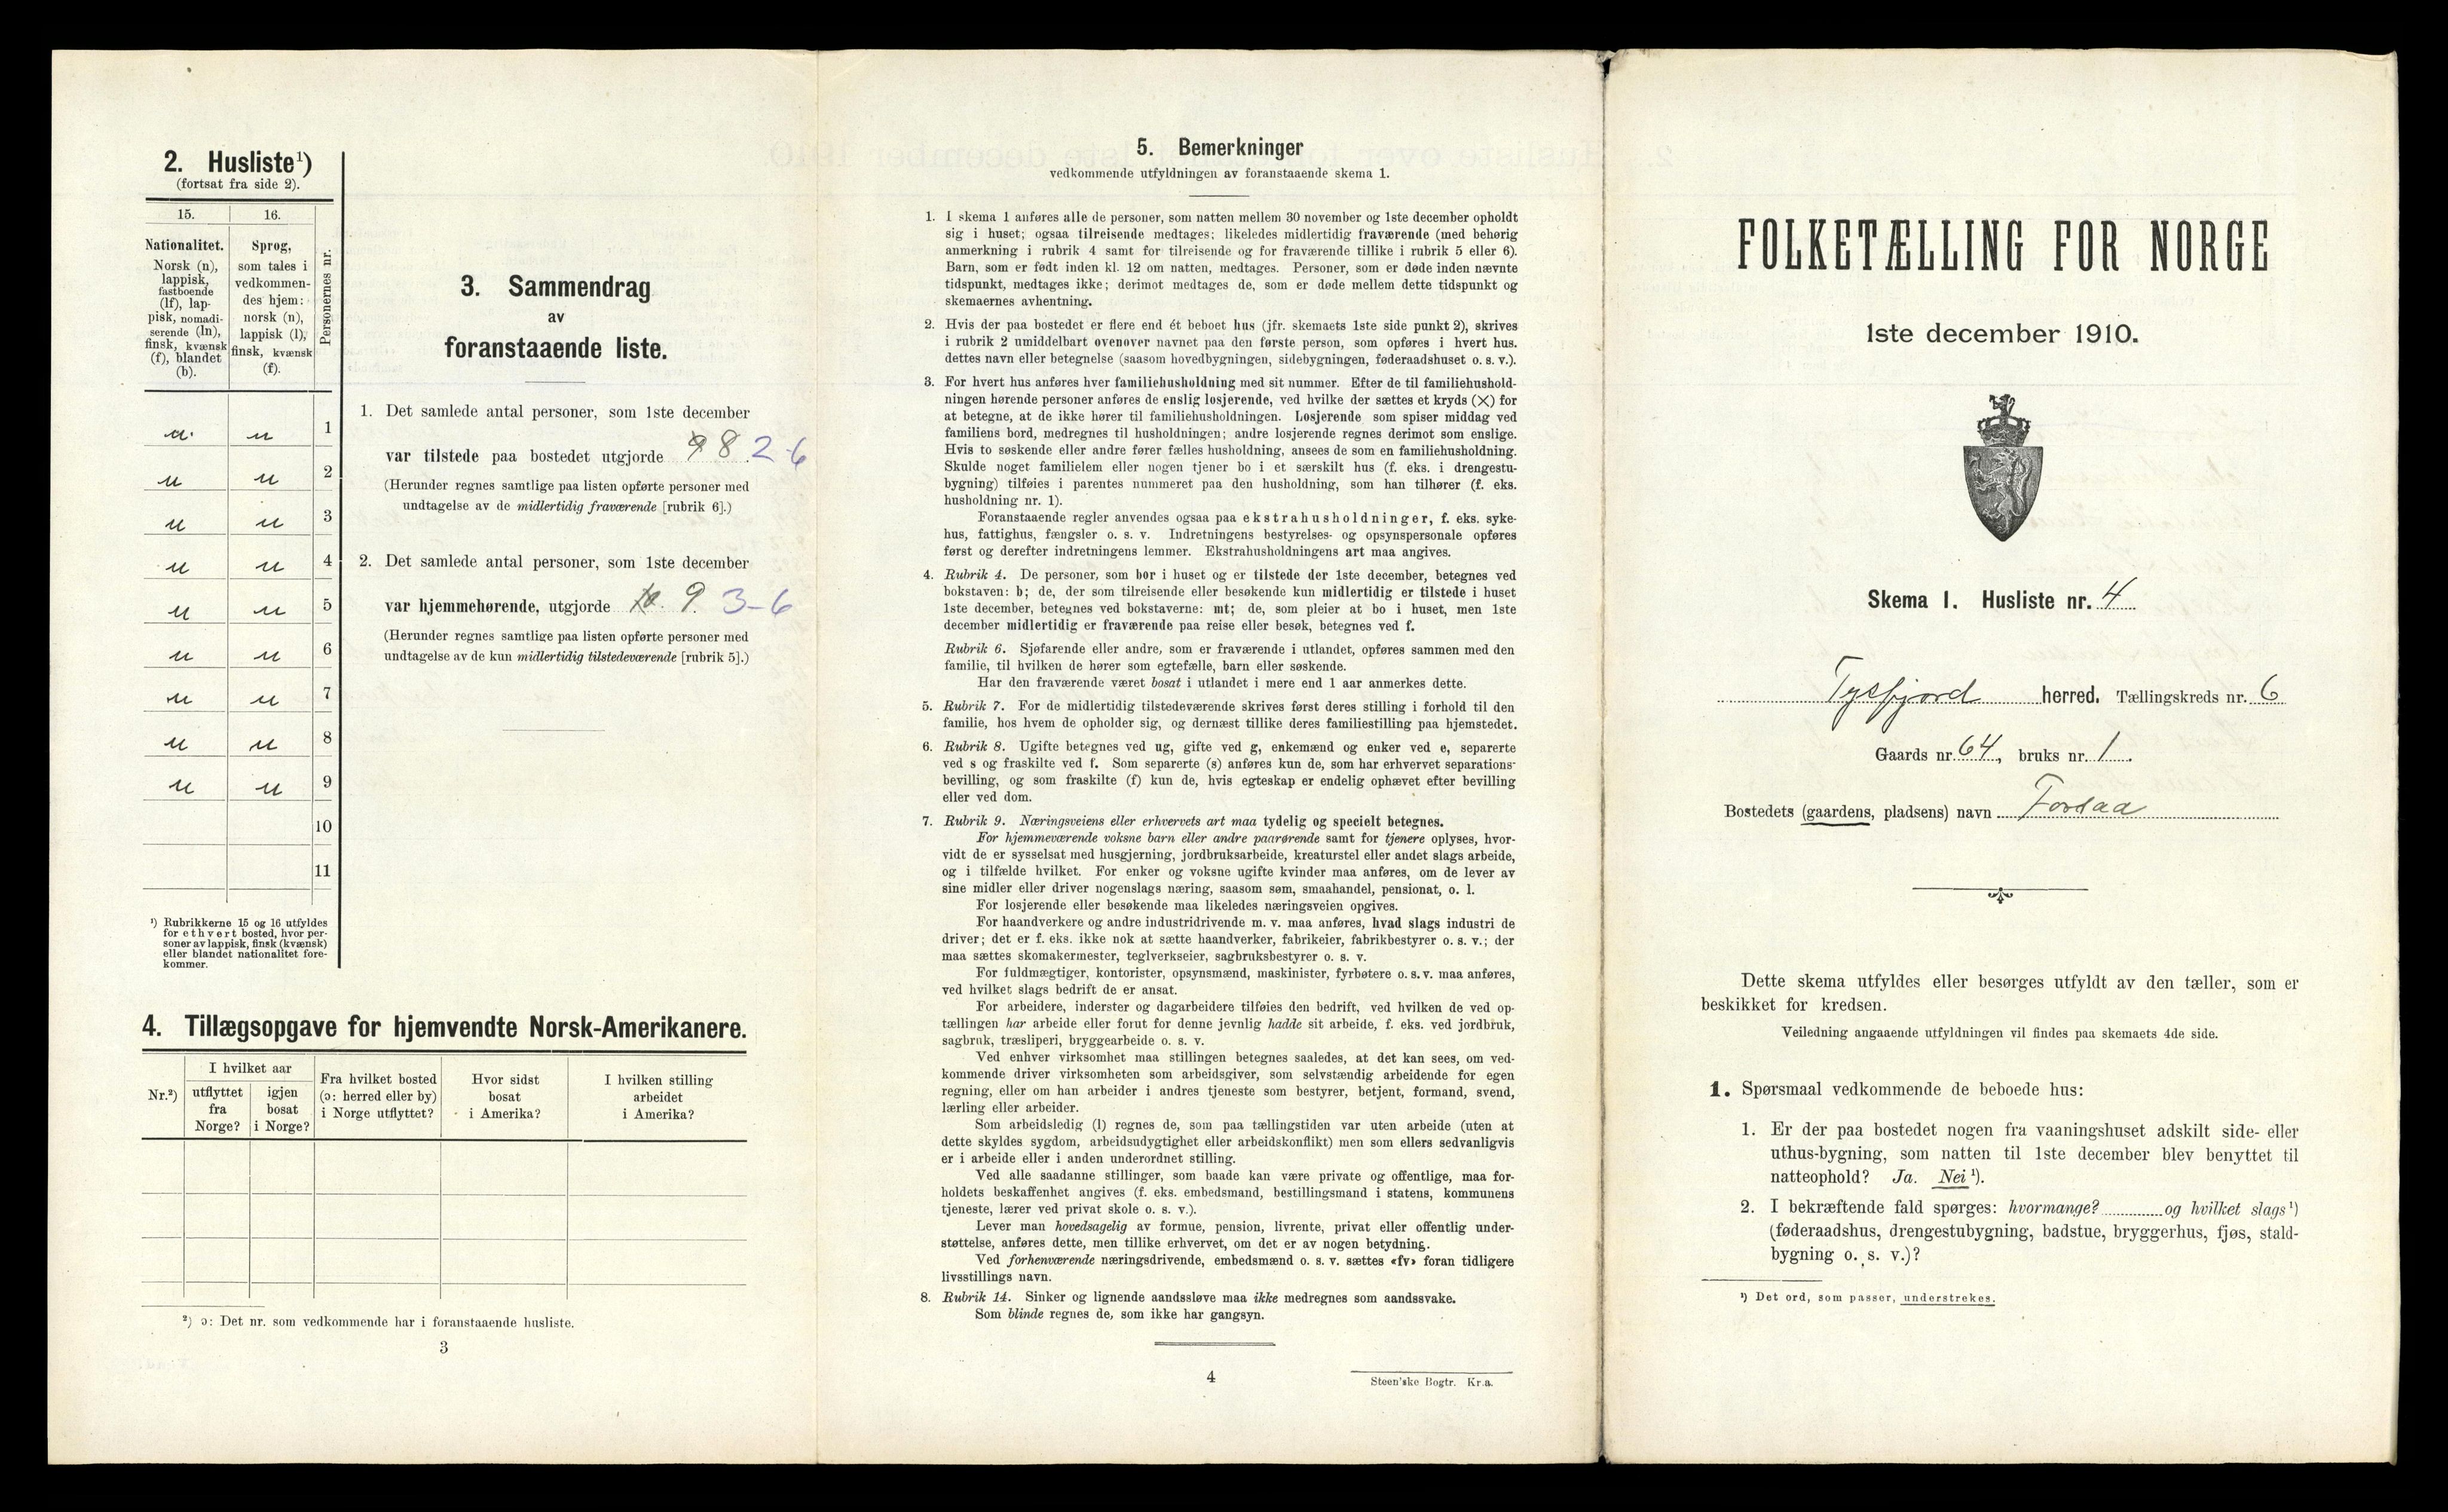 2. Husliste¹)
(fortsat fra side 2).
15.
16.
Nationalitet.
Norsk (n),
lappisk,
fastboende
(lf), lap-
pisk, nomadi-
serende (ln),
finsk, kvænsk
(f), blandet
(b).
Sprog,
som tales i
vedkommen-
des hjem:
norsk (n),
lappisk (l),
finsk, kvænsk
(f).
Personernes nr.
n. n 1
n n 2
n n 3
n n 4
n n 5
n n 6
n n 7
n n 8
n n 9
10
11
¹) Rubrikkerne 15 og 16 utfyldes
for ethvert bosted, hvor per-
soner av lappisk, finsk (kvænsk)
eller blandet nationalitet fore-
kommer.
3. Sammendrag
av
foranstaaende liste.
1. Det samlede antal personer, som 1ste december
var tilstede paa bostedet utgjorde 9 8 2-6
(Herunder regnes samtlige paa listen opførte personer med
undtagelse av de midlertidig fraværende [rubrik 6].)
2. Det samlede antal personer, som 1ste december
var hjemmehørende, utgjorde 10. 9. 3-6
(Herunder regnes samtlige paa listen opførte personer med
undtagelse av de kun midlertidig tilstedeværende [rubrik 5].)
4. Tillægsopgave for hjemvendte Norsk-Amerikanere.
Nr.²)
I hvilket aar
utflyttet
fra
Norge?
igjen
bosat
i Norge?
Fra hvilket bosted
(ɔ: herred eller by)
i Norge utflyttet?
Hvor sidst
bosat
i Amerika?
I hvilken stilling
arbeidet
i Amerika?
²) ɔ: Det nr. som vedkommende har i foranstaaende husliste.
3
5. Bemerkninger
vedkommende utfyldningen av foranstaaende skema 1.
1. I skema 1 anføres alle de personer, som natten mellem 30 november og 1ste december opholdt
sig i huset; ogsaa tilreisende medtages; likeledes midlertidig fraværende (med behørig
anmerkning i rubrik 4 samt for tilreisende og for fraværende tillike i rubrik 5 eller 6).
Barn, som er født inden kl. 12 om natten, medtages. Personer, som er døde inden nævnte
tidspunkt, medtages ikke; derimot medtages de, som er døde mellem dette tidspunkt og
skemaernes avhentning.
2. Hvis der paa bostedet er flere end ét beboet hus (jfr. skemaets 1ste side punkt 2), skrives
i rubrik 2 umiddelbart ovenover navnet paa den første person, som opføres i hvert hus.
dettes navn eller betegnelse (saasom hovedbygningen, sidebygningen, føderaadshuset o. s. v.).
3. For hvert hus anføres hver familiehusholdning med sit nummer. Efter de til familiehushold-
ningen hørende personer anføres de enslig losjerende, ved hvilke der sættes et kryds (×) for
at betegne, at de ikke hører til familiehusholdningen. Losjerende som spiser middag ved
familiens bord, medregnes til husholdningen; andre losjerende regnes derimot som enslige.
Hvis to søskende eller andre fører fælles husholdning, ansees de som en familiehusholdning.
Skulde noget familielem eller nogen tjener bo i et særskilt hus (f. eks. i drengestu-
bygning) tilføies i parentes nummeret paa den husholdning, som han tilhører (f. eks.
husholdning nr. 1).
Foranstaaende regler anvendes ogsaa paa ekstrahusholdninger, f. eks. syke-
hus, fattighus, fængsler o. s. v. Indretningens bestyrelses- og opsynspersonale opføres
først og derefter indretningens lemmer. Ekstrahusholdningens art maa angives.
4. Rubrik 4. De personer, som bor i huset og er tilstede der 1ste december, betegnes ved
bokstaven: b; de, der som tilreisende eller besøkende kun midlertidig er tilstede i huset
1ste december, betegnes ved bokstaverne: mt; de, som pleier at bo i huset, men 1ste
december midlertidig er fraværende paa reise eller besøk, betegnes ved f.
Rubrik 6. Sjøfarende eller andre, som er fraværende i utlandet, opføres sammen med den
familie, til hvilken de hører som egtefælle, barn eller søskende.
Har den fraværende været bosat i utlandet i mere end 1 aar anmerkes dette.
5. Rubrik 7. For de midlertidig tilstedeværende skrives først deres stilling i forhold til den
familie, hos hvem de opholder sig, og dernæst tillike deres familiestilling paa hjemstedet.
6. Rubrik 8. Ugifte betegnes ved ug, gifte ved g, enkemænd og enker ved e, separerte
ved s og fraskilte ved f. Som separerte (s) anføres kun de, som har erhvervet separations-
bevilling, og som fraskilte (f) kun de, hvis egteskap er endelig ophævet efter bevilling
eller ved dom.
7. Rubrik 9. Næringsveiens eller erhvervets art maa tydelig og specielt betegnes.
For hjemmeværende voksne barn eller andre paarørende samt for tjenere oplyses, hvor-
vidt de er sysselsat med husgjerning, jordbruksarbeide, kreaturstel eller andet slags arbeide,
og i tilfælde hvilket. For enker og voksne ugifte kvinder maa anføres, om de lever av
sine midler eller driver nogenslags næring, saasom søm, smaahandel, pensionat, o. l.
For losjerende eller besøkende maa likeledes næringsveien opgives.
For haandverkere og andre industridrivende m. v. maa anføres, hvad slags industri de
driver; det er f. eks. ikke nok at sætte haandverker, fabrikeier, fabrikbestyrer o. s. v.; der
maa sættes skomakermester, teglverkseier, sagbruksbestyrer o. s. v.
For fuldmægtiger, kontorister, opsynsmænd, maskinister, fyrbøtere o. s. v. maa anføres,
ved hvilket slags bedrift de er ansat.
For arbeidere, inderster og dagarbeidere tilføies den bedrift, ved hvilken de ved op-
tællingen har arbeide eller forut for denne jevnlig hadde sit arbeide, f. eks. ved jordbruk,
sagbruk, træsliperi, bryggearbeide o. s. v.
Ved enhver virksomhet maa stillingen betegnes saaledes, at det kan sees, om ved-
kommende driver virksomheten som arbeidsgiver, som selvstændig arbeidende for egen
regning, eller om han arbeider i andres tjeneste som bestyrer, betjent, formand, svend,
lærling eller arbeider.
Som arbeidsledig (l) regnes de, som paa tællingstiden var uten arbeide (uten at
dette skyldes sygdom, arbeidsudygtighet eller arbeidskonflikt) men som ellers sedvanligvis
er i arbeide eller i anden underordnet stilling.
Ved alle saadanne stillinger, som baade kan være private og offentlige, maa for-
holdets beskaffenhet angives (f. eks. embedsmand, bestillingsmand i statens, kommunens
tjeneste, lærer ved privat skole o. s. v.).
Lever man hovedsagelig av formue, pension, livrente, privat eller offentlig under-
støttelse, anføres dette, men tillike erhvervet, om det er av nogen betydning.
Ved forhenværende næringsdrivende, embedsmænd o. s. v. sættes «fv» foran tidligere
livsstillings navn.
8. Rubrik 14. Sinker og lignende aandssløve maa ikke medregnes som aandssvake.
Som blinde regnes de, som ikke har gangsyn.
4
Steen'ske Bogtr. Kr.a.
FOLKETÆLLING FOR NORGE
1ste december 1910.
Skema 1. Husliste nr. 4
Tysfjord herred. Tællingskreds nr. 6
Gaards nr. 64, bruks nr. 1.
Bostedets (gaardens, pladsens) navn Forsaa
Dette skema utfyldes eller besørges utfyldt av den tæller, som er
beskikket for kredsen.
Veiledning angaaende utfyldningen vil findes paa skemaets 4de side.
1. Spørsmaal vedkommende de beboede hus:
1. Er der paa bostedet nogen fra vaaningshuset adskilt side- eller
uthus-bygning, som natten til 1ste december blev benyttet til
natteophold? Ja. Nei ¹).
2. I bekræftende fald spørges: hvormange? og hvilket slags ¹)
(føderaadshus, drengestubygning, badstue, bryggerhus, fjøs, stald-
bygning o. s. v.)?
¹) Det ord, som passer, understrekes.